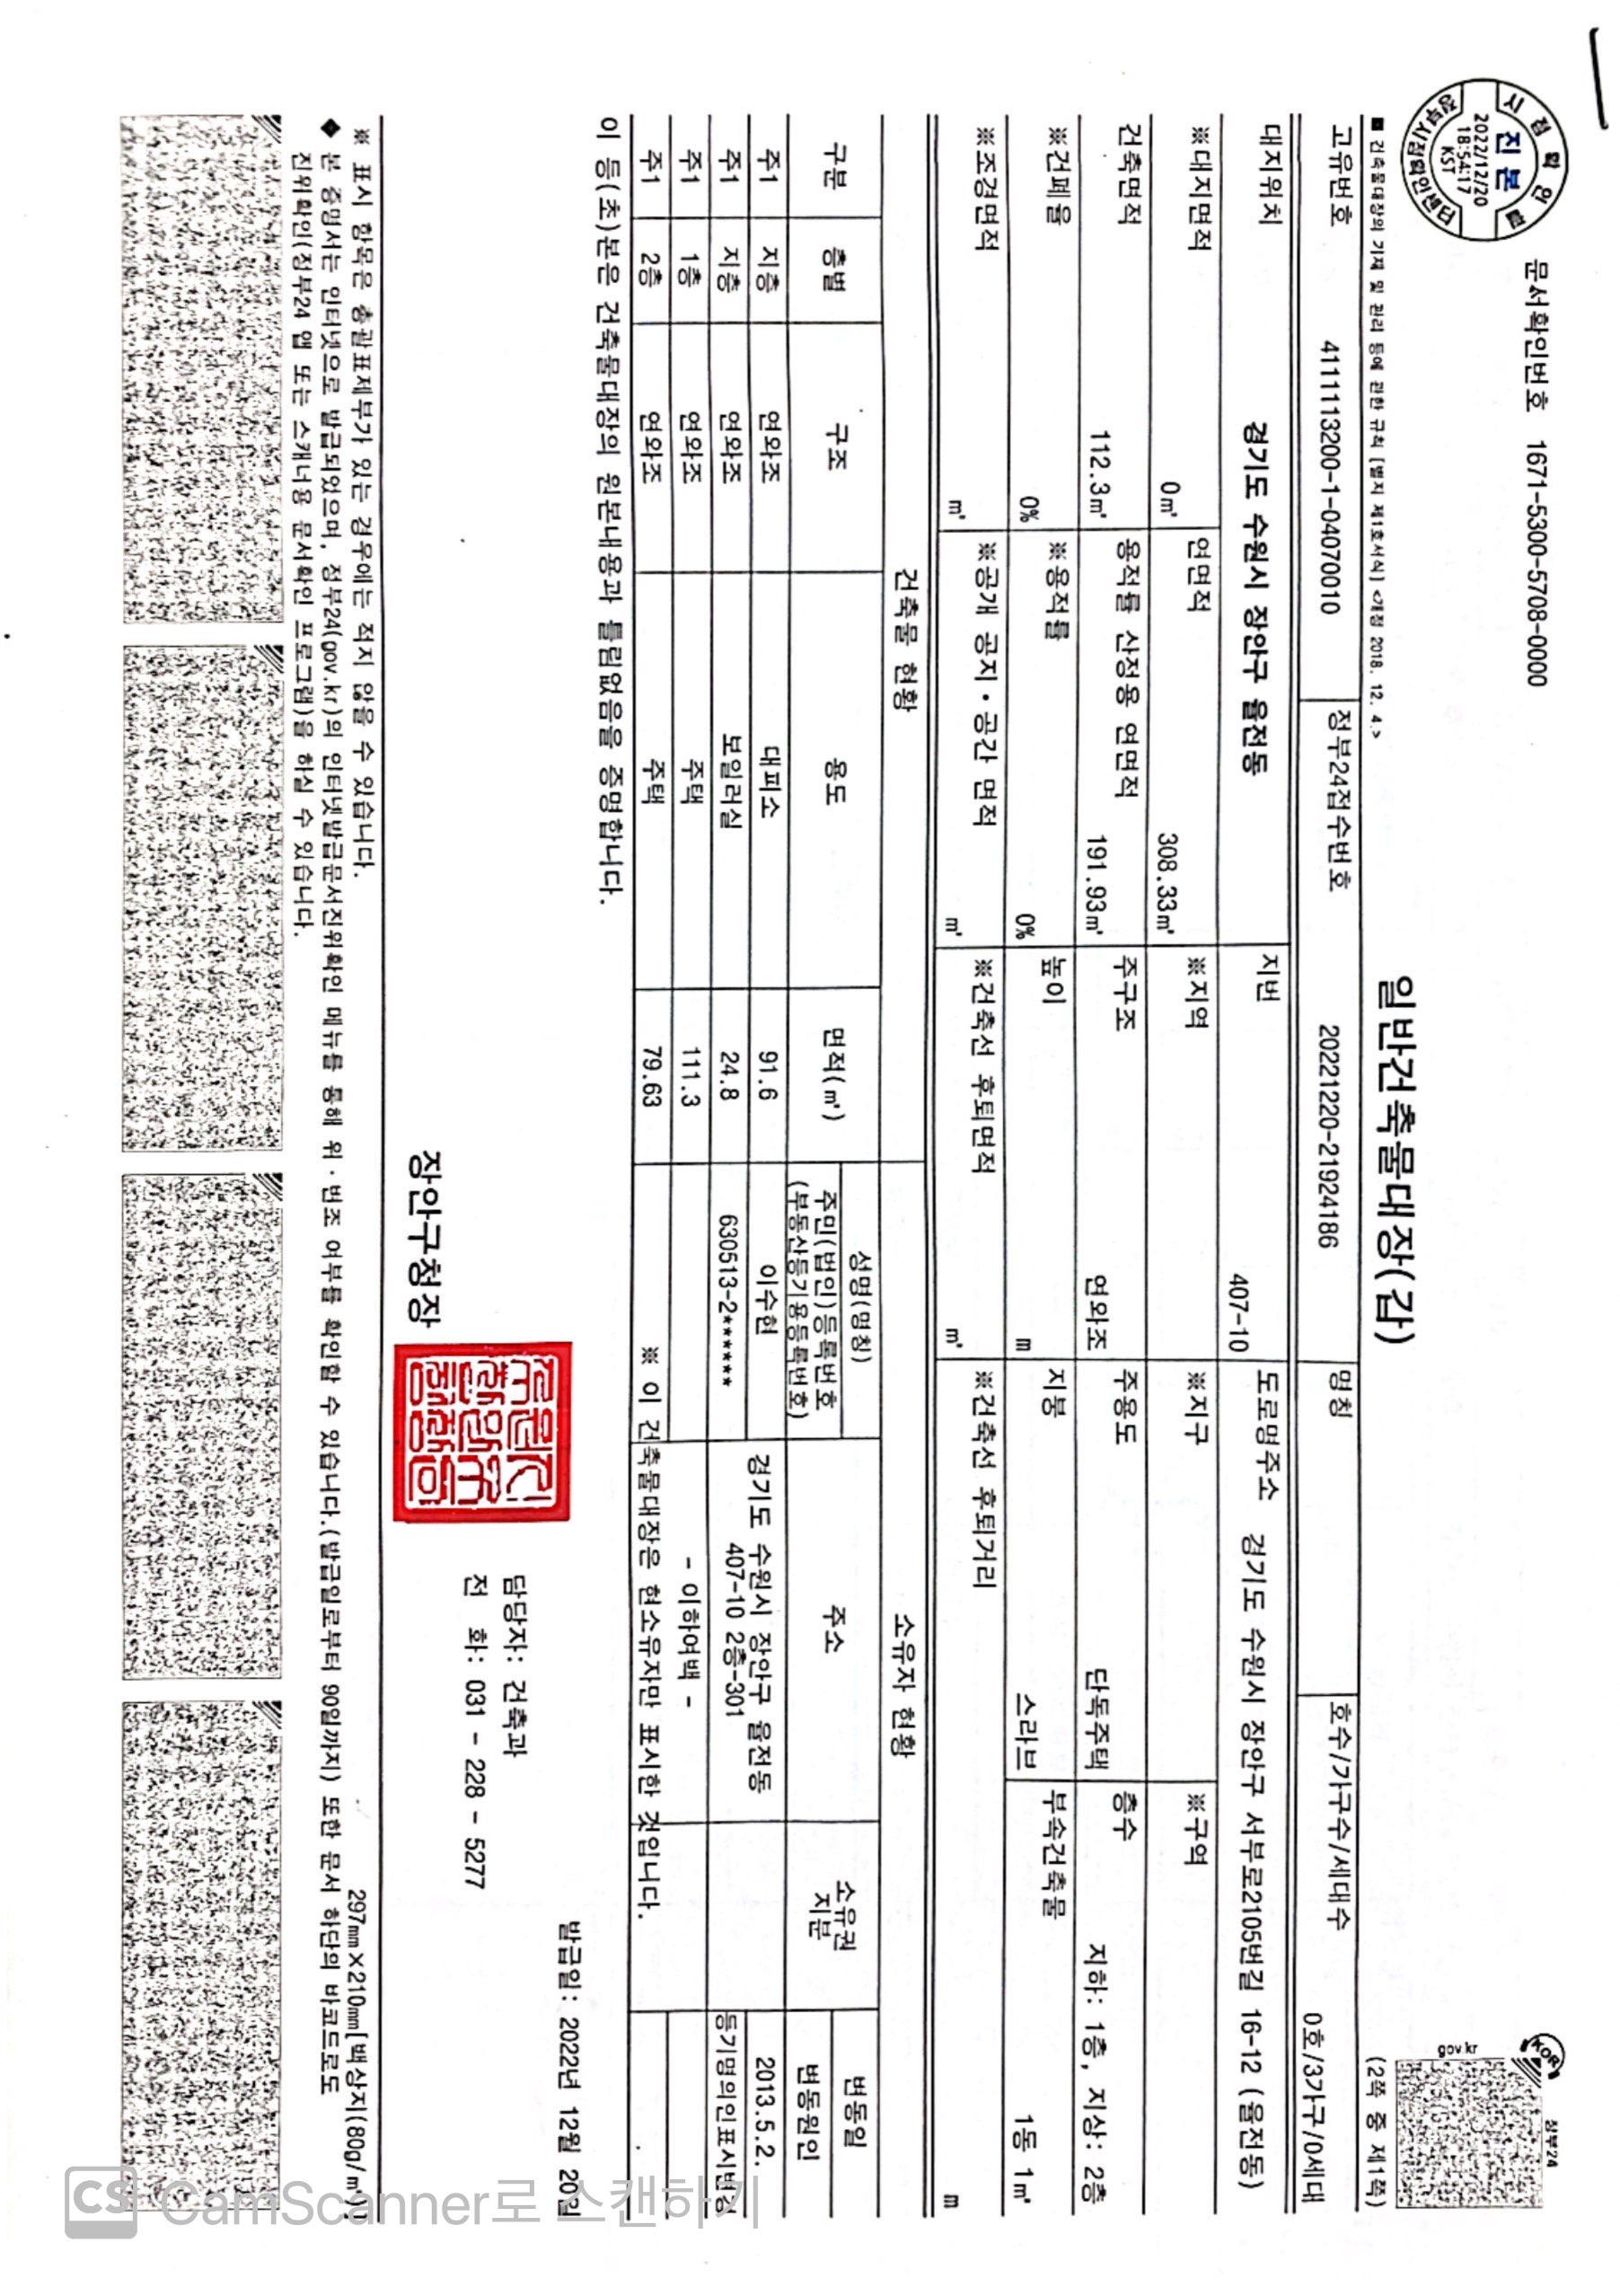 문서확인번호 1671-5300-5708-0000
시점확인필
진본
2022/12/20
18:54:17
KST
정부시점확인센터
정부24
KOR
gov.kr
일반건축물대장(갑)
■ 건축물대장의 기재 및 관리 등에 관한 규칙 [별지 제1호서식] <개정 2018. 12. 4.>
(2쪽 중 제1쪽)
고유번호 4111113200-1-04070010 정부24접수번호 20221220-21924186 명칭 호수/가구수/세대수 0호/3가구/0세대
대지위치 경기도 수원시 장안구 율전동 지번 407-10 도로명주소 경기도 수원시 장안구 서부로2105번길 16-12 (율전동)
※대지면적 0㎡ 연면적 308.33㎡ ※지역 ※지구 ※구역
건축면적 112.3㎡ 용적률 산정용 연면적 191.93㎡ 주구조 연와조 주용도 단독주택 층수 지하: 1층, 지상: 2층
※건폐율 0% ※용적률 0% 높이 m 지붕 스라브 부속건축물 1동 1㎡
※조경면적 ㎡ ※공개 공지·공간 면적 ㎡ ※건축선 후퇴면적 ㎡ ※건축선 후퇴거리 m
건축물 현황 소유자 현황
구분 층별 구조 용도 면적(㎡) 성명(명칭) 주소 소유권 지분 변동일
주민(법인)등록번호 변동원인
(부동산등기용등록번호)
주1 지층 연와조 대피소 91.6 이수현 경기도 수원시 장안구 율전동 2013.5.2.
주1 지층 연와조 보일러실 24.8 630513-2****** 407-10 2층-301 등기명의인표시변경
주1 1층 연와조 주택 111.3 - 이하여백 -
주1 2층 연와조 주택 79.63 ※ 이 건축물대장은 현소유자만 표시한 것입니다.
이 등(초)본은 건축물대장의 원본내용과 틀림없음을 증명합니다.
발급일: 2022년 12월 20일
담당자: 건축과
전 화: 031 - 228 - 5277
장안구청장
※ 표시 항목은 총괄표제부가 있는 경우에는 적지 않을 수 있습니다.
297㎜×210㎜[백상지(80g/㎡)]
◆ 본 증명서는 인터넷으로 발급되었으며, 정부24(gov.kr)의 인터넷발급문서진위확인 메뉴를 통해 위·변조 여부를 확인할 수 있습니다.(발급일로부터 90일까지) 또한 문서 하단의 바코드로도
진위확인(정부24 앱 또는 스캐너용 문서확인 프로그램)을 하실 수 있습니다.
CS CamScanner로 스캔하기